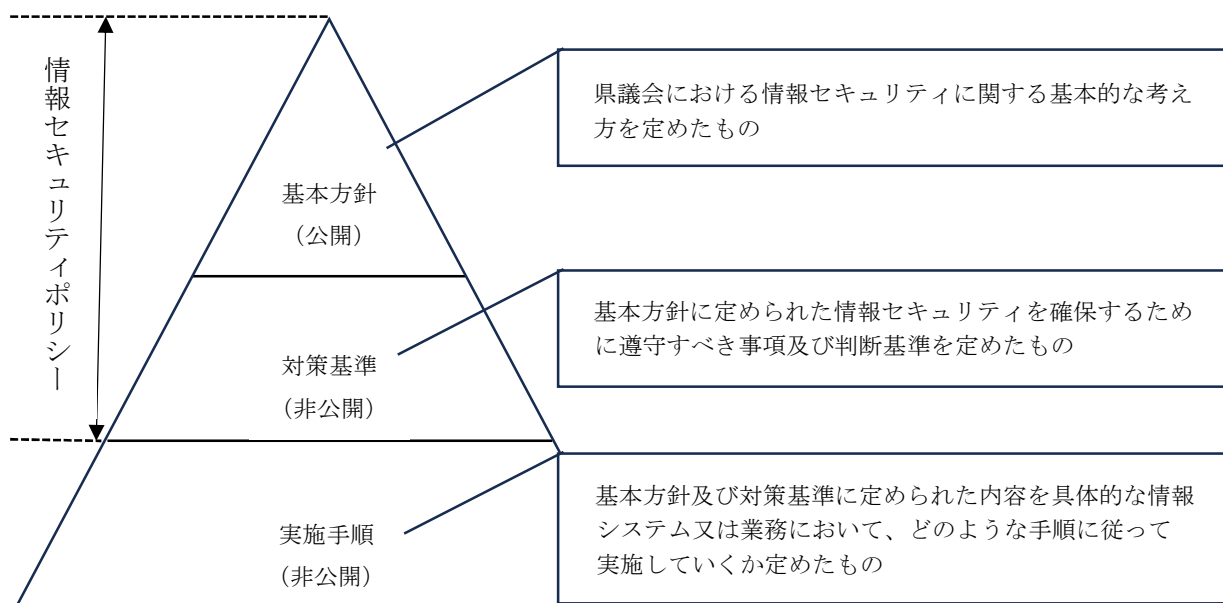 情報セキュリティポリシー
県議会における情報セキュリティに関する基本的な考え
方を定めたもの
基本方針
（公開）
基本方針に定められた情報セキュリティを確保するため
に遵守すべき事項及び判断基準を定めたもの
対策基準
（非公開）
基本方針及び対策基準に定められた内容を具体的な情報
システム又は業務において、どのような手順に従って
実施していくか定めたもの
実施手順
（非公開）